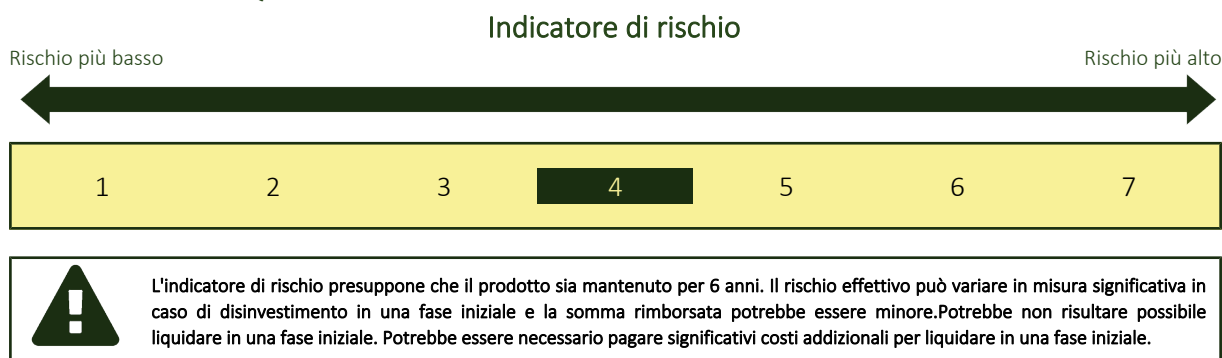 Indicatore di rischio
Rischio più basso
Rischio più alto
1 2 3 4 5 6 7
L'indicatore di rischio presuppone che il prodotto sia mantenuto per 6 anni. Il rischio effettivo può variare in misura significativa in
caso di disinvestimento in una fase iniziale e la somma rimborsata potrebbe essere minore.Potrebbe non risultare possibile
liquidare in una fase iniziale. Potrebbe essere necessario pagare significativi costi addizionali per liquidare in una fase iniziale.